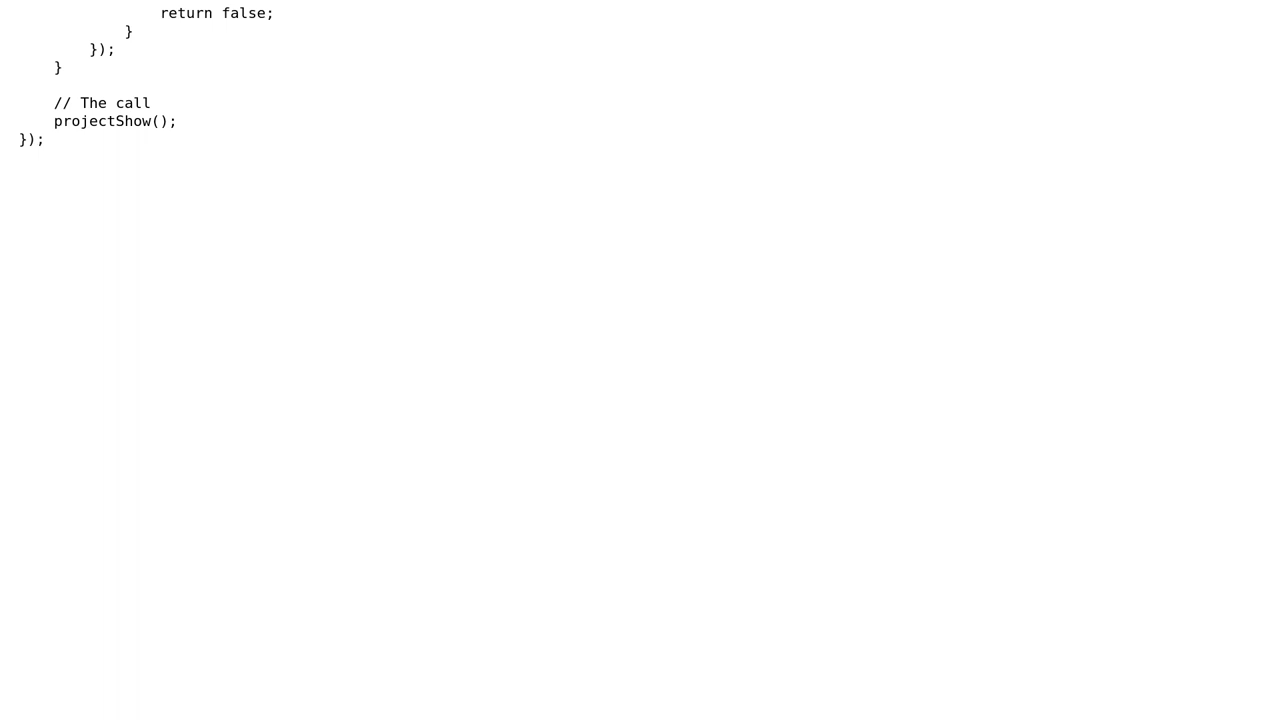 return false;
            }
        });
    }

    // The call
    projectShow();
});